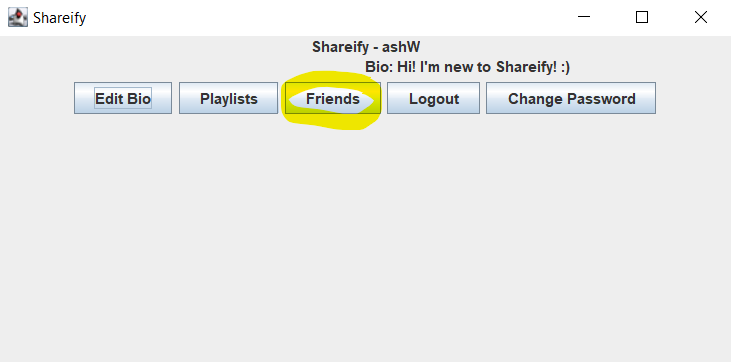 Shareify
Shareify - ashW
Bio: Hi! I'm new to Shareify! :)
Edit Bio Playlists Friends Logout Change Password